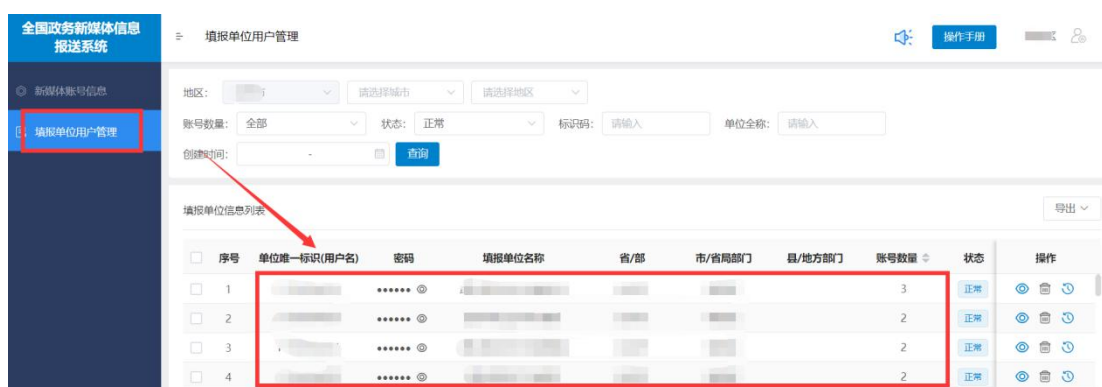 全国政务新媒体信息
报送系统
填报单位用户管理
操作手册
新媒体账号信息
填报单位用户管理
地区： 请选择城市 请选择地区
账号数量： 全部 状态： 正常 标识码： 请输入 单位全称： 请输入
创建时间： - 查询
填报单位信息列表 导出
序号 单位唯一标识(用户名) 密码 填报单位名称 省/部 市/省局部门 县/地方部门 账号数量 状态 操作
1 •••••• 3 正常
2 •••••• 2 正常
3 •••••• 2 正常
4 •••••• 2 正常